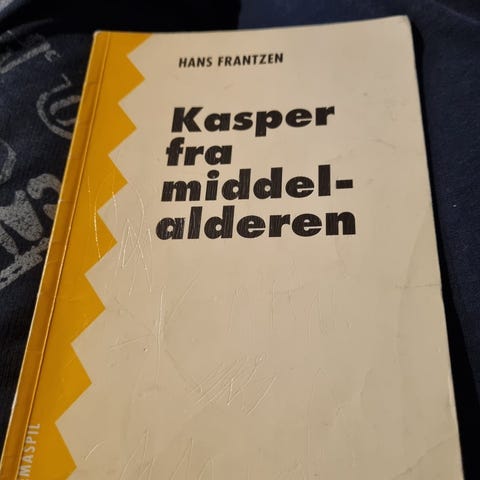 HANS FRANTZEN
Kasper
fra
middel-
alderen
MASPIL